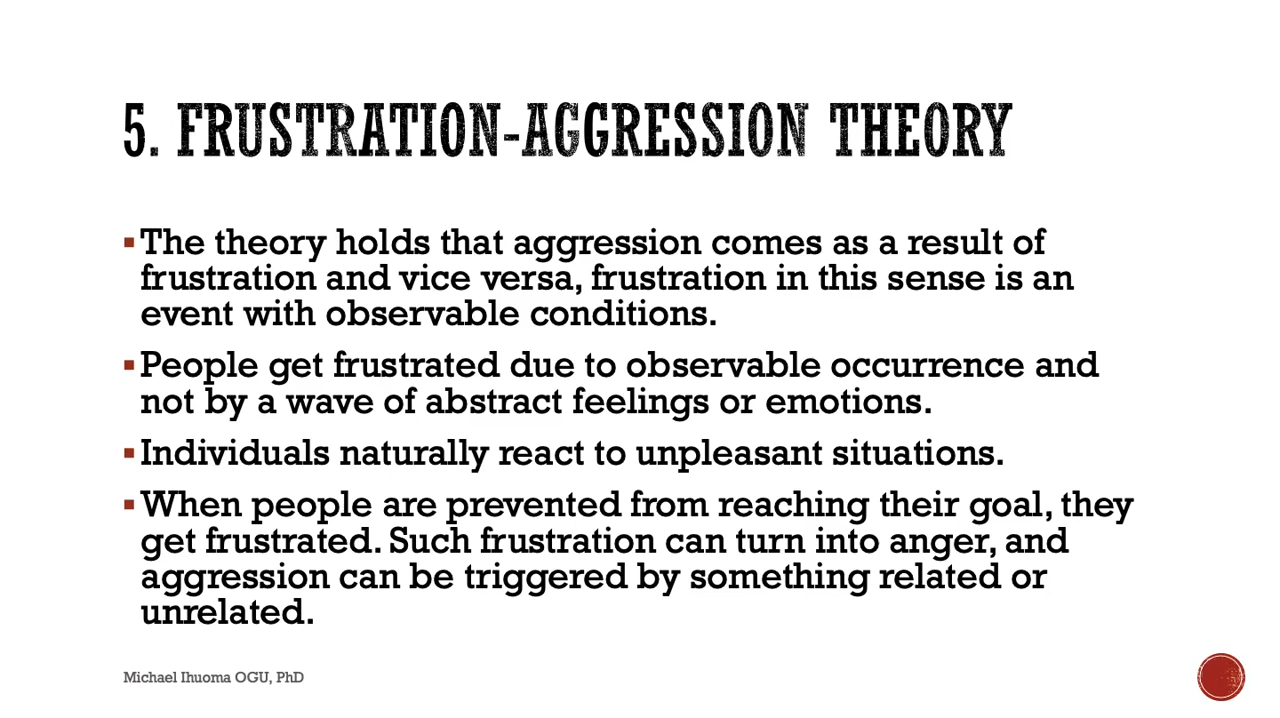 5. FRUSTRATION-AGGRESSION THEORY
▪The theory holds that aggression comes as a result of
frustration and vice versa, frustration in this sense is an
event with observable conditions.
▪People get frustrated due to observable occurrence and
not by a wave of abstract feelings or emotions.
▪Individuals naturally react to unpleasant situations.
▪When people are prevented from reaching their goal, they
get frustrated. Such frustration can turn into anger, and
aggression can be triggered by something related or
unrelated.
Michael Ihuoma OGU, PhD